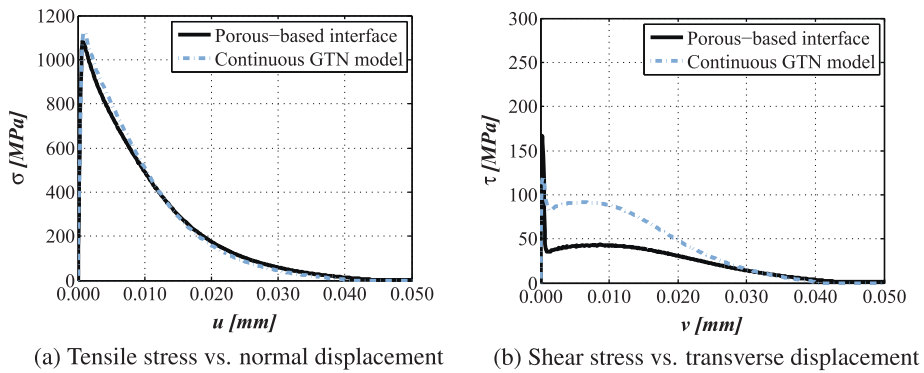 1200
1000
800
600
400
200
0
σ [MPa]
Porous−based interface
Continuous GTN model
0.000 0.010 0.020 0.030 0.040 0.050
u [mm]
(a) Tensile stress vs. normal displacement
300
250
200
150
100
50
0
τ [MPa]
Porous−based interface
Continuous GTN model
0.000 0.010 0.020 0.030 0.040 0.050
v [mm]
(b) Shear stress vs. transverse displacement